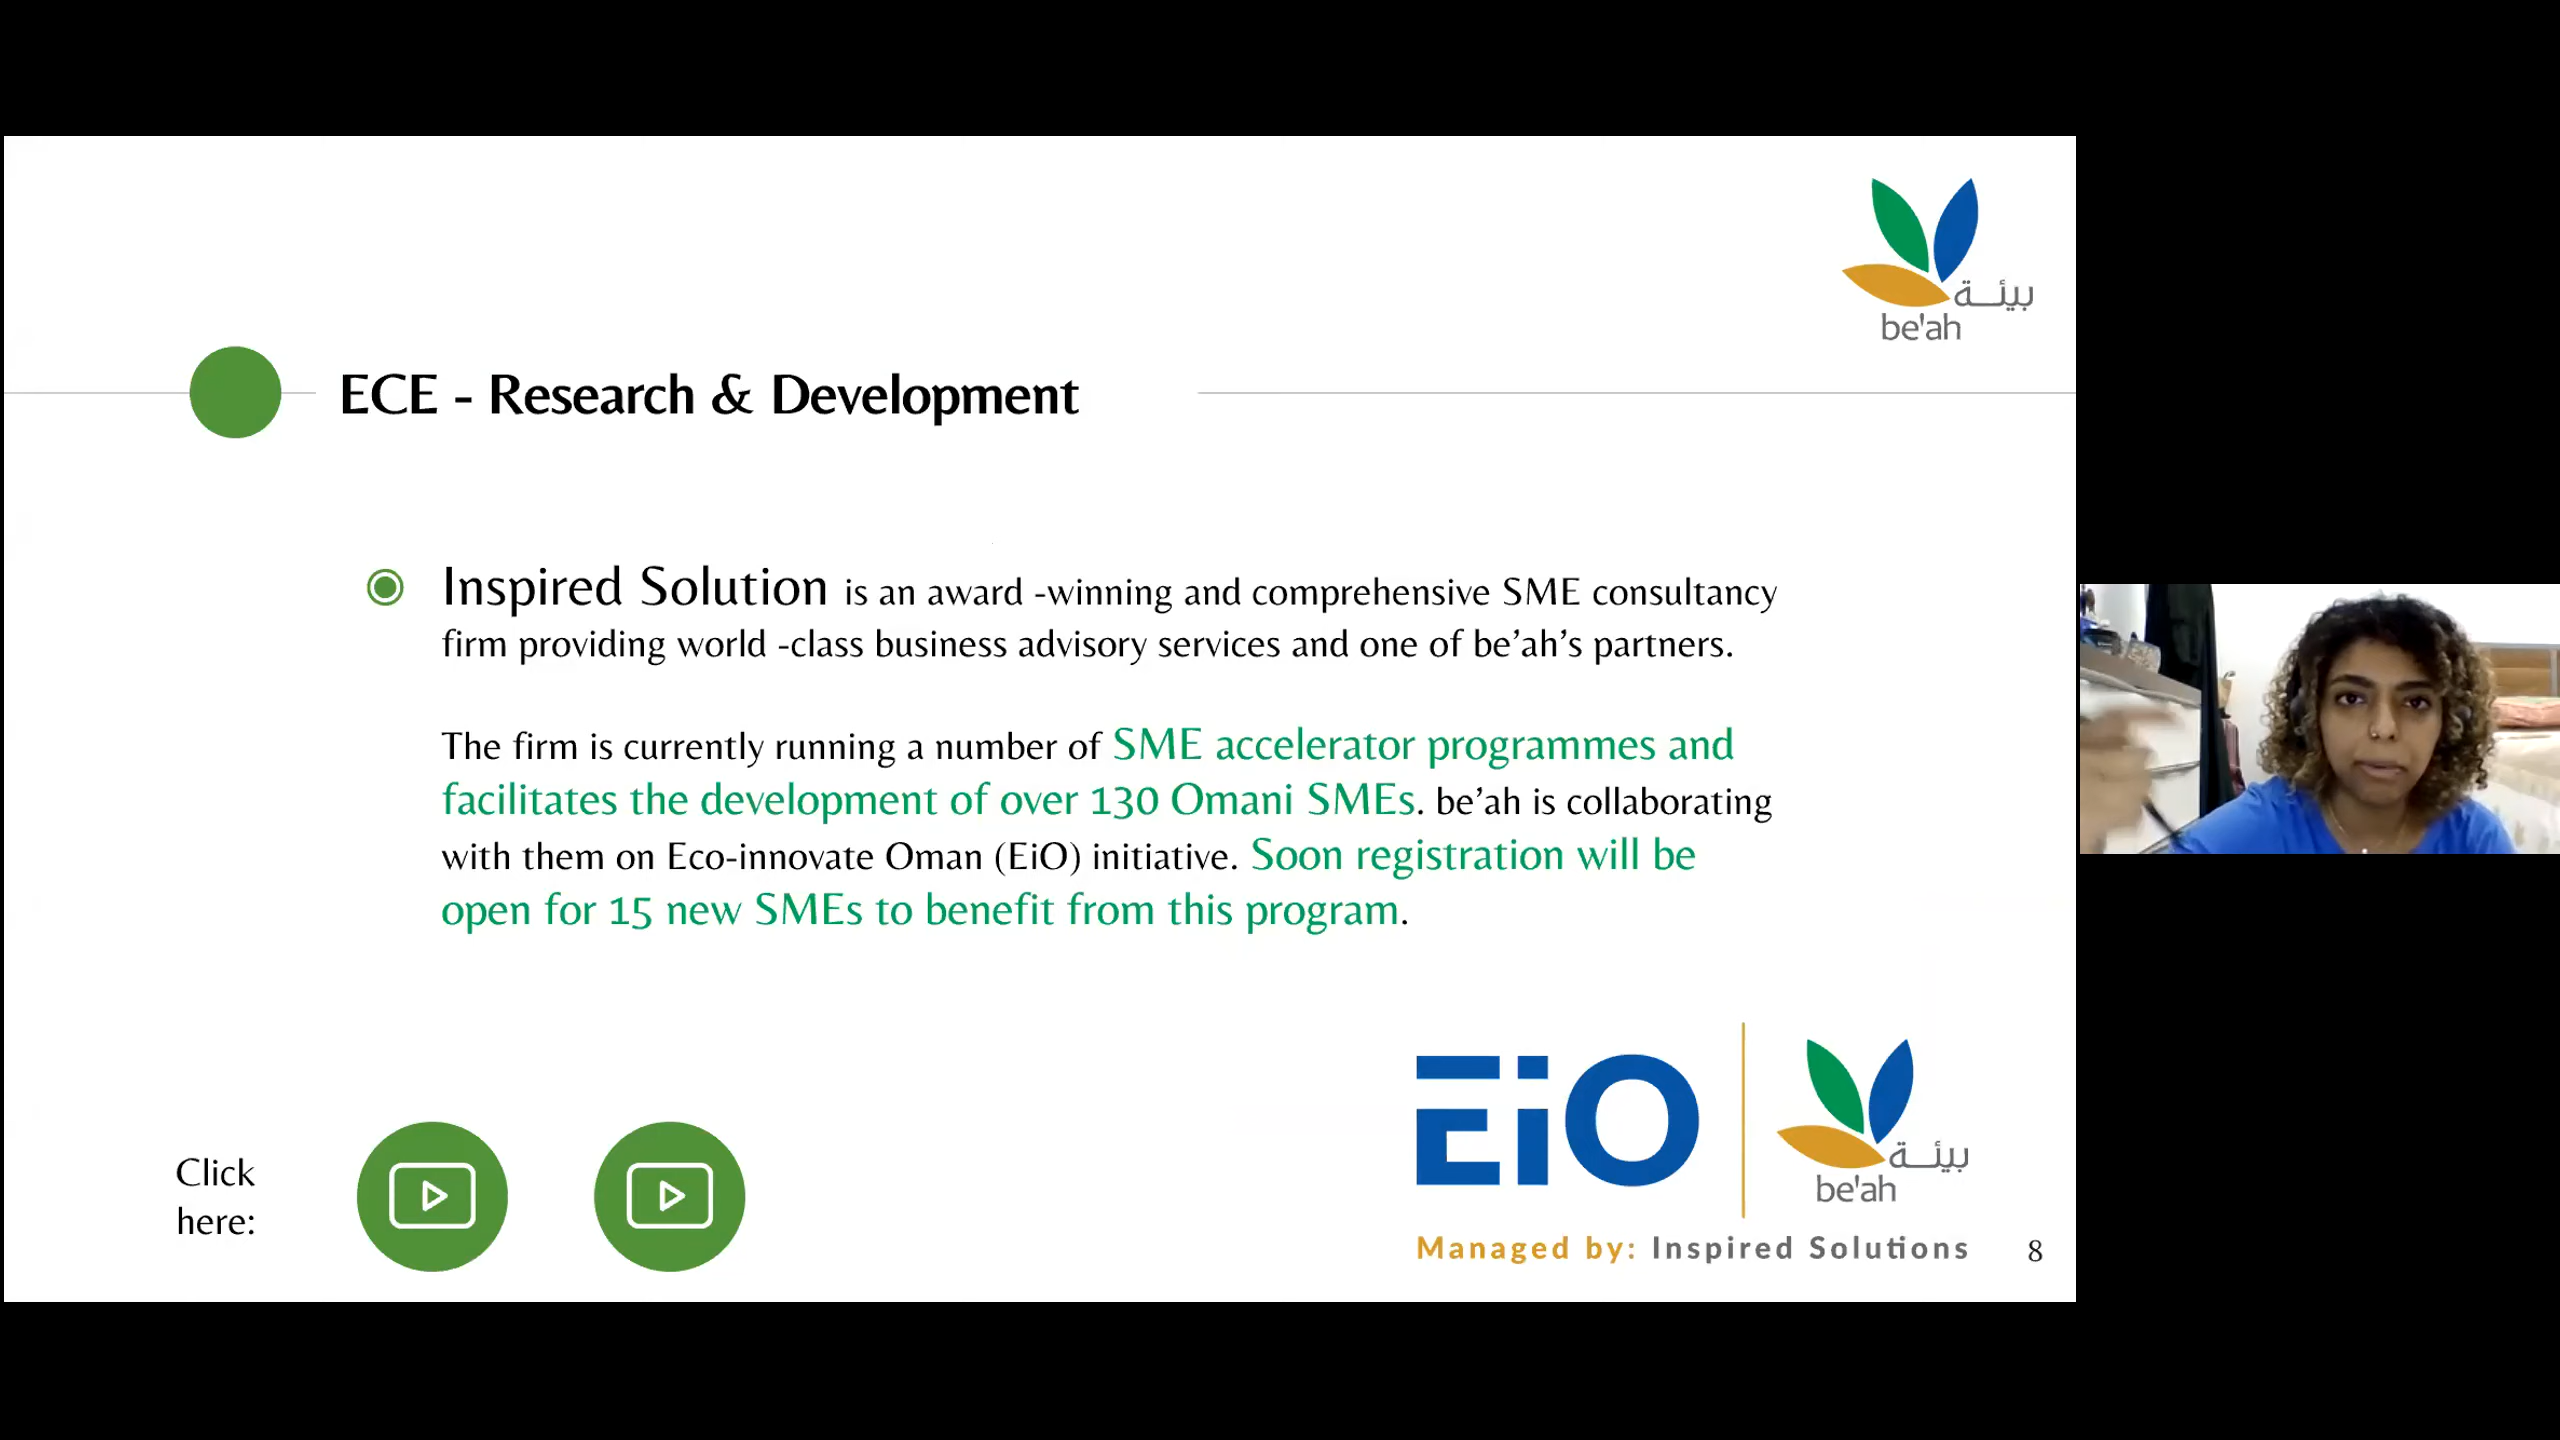 بيئـة
be'ah
ECE - Research & Development
Inspired Solution is an award -winning and comprehensive SME consultancy
firm providing world -class business advisory services and one of be’ah’s partners.
The firm is currently running a number of SME accelerator programmes and
facilitates the development of over 130 Omani SMEs. be’ah is collaborating
with them on Eco-innovate Oman (EiO) initiative. Soon registration will be
open for 15 new SMEs to benefit from this program.
Click
here:
EiO
بيئـة
be'ah
Managed by: Inspired Solutions
8